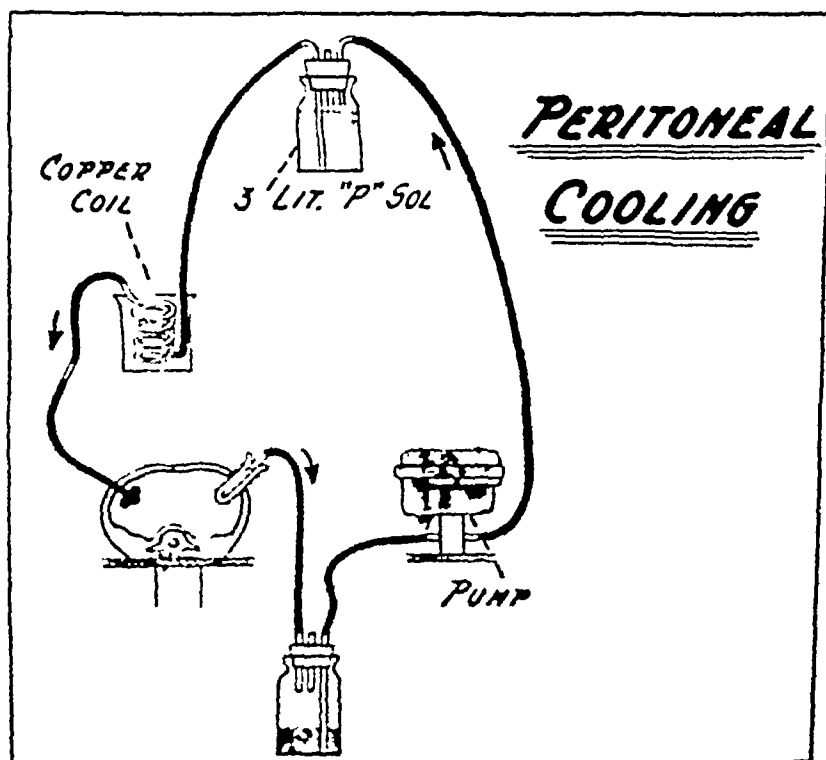 PERITONEAL
COOLING
COPPER
COIL
3 LIT. "P" SOL
PUMP